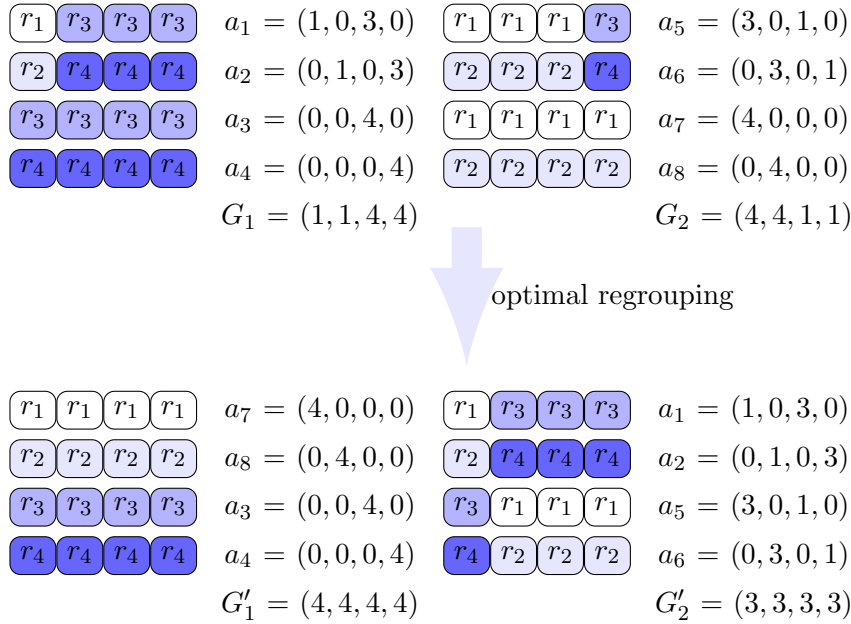 r₁ r₃ r₃ r₃ a₁ = (1, 0, 3, 0) r₁ r₁ r₁ r₃ a₅ = (3, 0, 1, 0)
r₂ r₄ r₄ r₄ a₂ = (0, 1, 0, 3) r₂ r₂ r₂ r₄ a₆ = (0, 3, 0, 1)
r₃ r₃ r₃ r₃ a₃ = (0, 0, 4, 0) r₁ r₁ r₁ r₁ a₇ = (4, 0, 0, 0)
r₄ r₄ r₄ r₄ a₄ = (0, 0, 0, 4) r₂ r₂ r₂ r₂ a₈ = (0, 4, 0, 0)
G₁ = (1, 1, 4, 4) G₂ = (4, 4, 1, 1)
optimal regrouping
r₁ r₁ r₁ r₁ a₇ = (4, 0, 0, 0) r₁ r₃ r₃ r₃ a₁ = (1, 0, 3, 0)
r₂ r₂ r₂ r₂ a₈ = (0, 4, 0, 0) r₂ r₄ r₄ r₄ a₂ = (0, 1, 0, 3)
r₃ r₃ r₃ r₃ a₃ = (0, 0, 4, 0) r₃ r₁ r₁ r₁ a₅ = (3, 0, 1, 0)
r₄ r₄ r₄ r₄ a₄ = (0, 0, 0, 4) r₄ r₂ r₂ r₂ a₆ = (0, 3, 0, 1)
G′₁ = (4, 4, 4, 4) G′₂ = (3, 3, 3, 3)